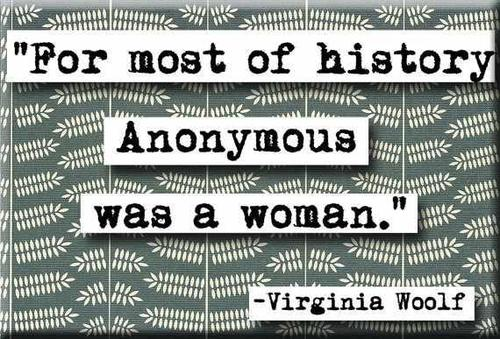 "For most of history
Anonymous
was a woman."
-Virginia Woolf